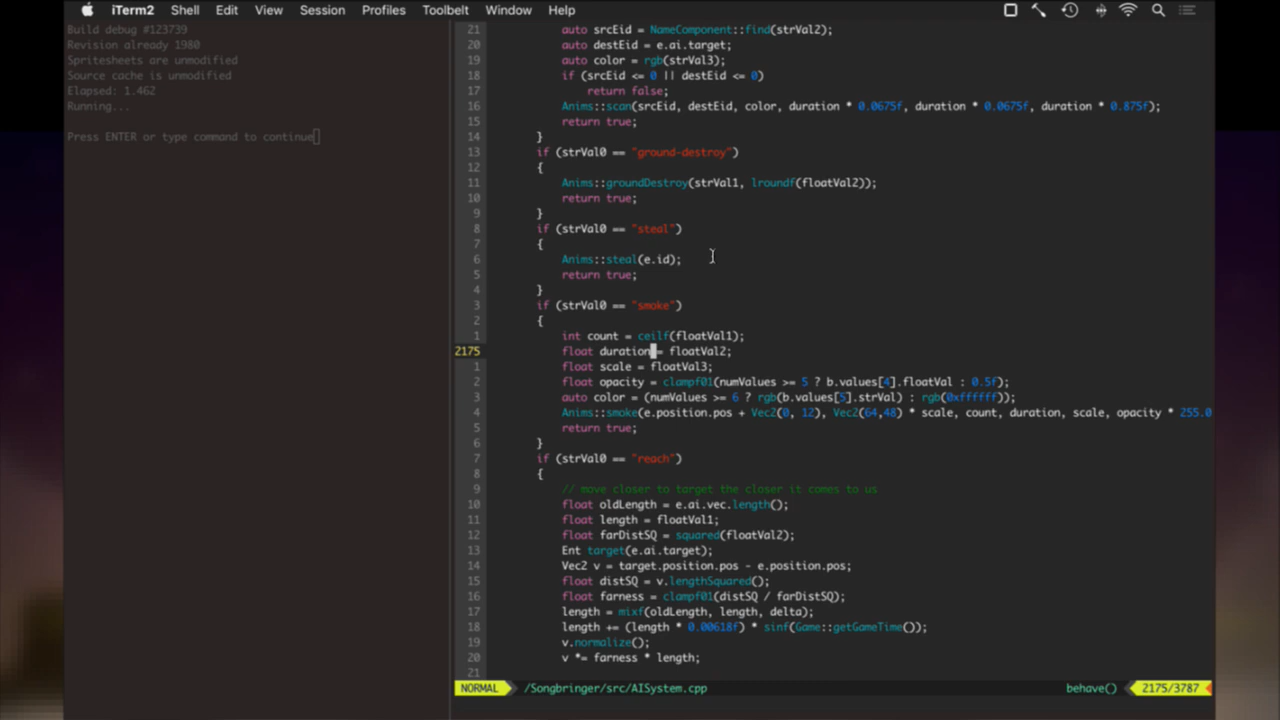 iTerm2 Shell Edit View Session Profiles Toolbelt Window Help
Build debug #123739
Revision already 1980
Spritesheets are unmodified
Source cache is unmodified
Elapsed: 1.462
Running...
Press ENTER or type command to continue
21 auto srcEid = NameComponent::find(strVal2);
20 auto destEid = e.ai.target;
19 auto color = rgb(strVal3);
18 if (srcEid <= 0 || destEid <= 0)
17 return false;
16 Anims::scan(srcEid, destEid, color, duration * 0.0675f, duration * 0.0675f, duration * 0.875f);
15 return true;
14 }
13 if (strVal0 == "ground-destroy")
12 {
11 Anims::groundDestroy(strVal1, lroundf(floatVal2));
10 return true;
9 }
8 if (strVal0 == "steal")
7 {
6 Anims::steal(e.id);
5 return true;
4 }
3 if (strVal0 == "smoke")
2 {
1 int count = ceilf(floatVal1);
2175 float duration = floatVal2;
1 float scale = floatVal3;
2 float opacity = clampf01(numValues >= 5 ? b.values[4].floatVal : 0.5f);
3 auto color = (numValues >= 6 ? rgb(b.values[5].strVal) : rgb(0xffffff));
4 Anims::smoke(e.position.pos + Vec2(0, 12), Vec2(64,48) * scale, count, duration, scale, opacity * 255.0
5 return true;
6 }
7 if (strVal0 == "reach")
8 {
9 // move closer to target the closer it comes to us
10 float oldLength = e.ai.vec.length();
11 float length = floatVal1;
12 float farDistSQ = squared(floatVal2);
13 Ent target(e.ai.target);
14 Vec2 v = target.position.pos - e.position.pos;
15 float distSQ = v.lengthSquared();
16 float farness = clampf01(distSQ / farDistSQ);
17 length = mixf(oldLength, length, delta);
18 length += (length * 0.00618f) * sinf(Game::getGameTime());
19 v.normalize();
20 v *= farness * length;
21
NORMAL /Songbringer/src/AISystem.cpp behave() 2175/3787